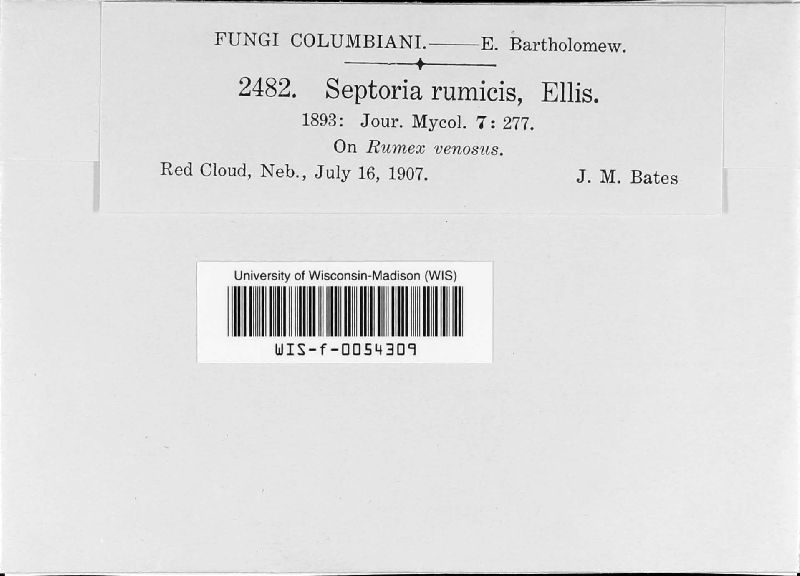 FUNGI COLUMBIANI.——E. Bartholomew.
2482. Septoria rumicis, Ellis.
1893: Jour. Mycol. 7: 277.
On Rumex venosus.
Red Cloud, Neb., July 16, 1907. J. M. Bates
University of Wisconsin-Madison (WIS)
WIS-f-0054309